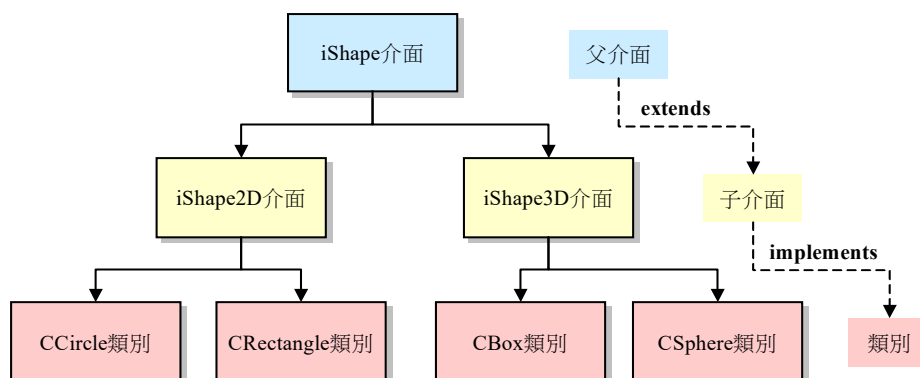 iShape介面
父介面
extends
iShape2D介面
iShape3D介面
子介面
implements
CCircle類別
CRectangle類別
CBox類別
CSphere類別
類別